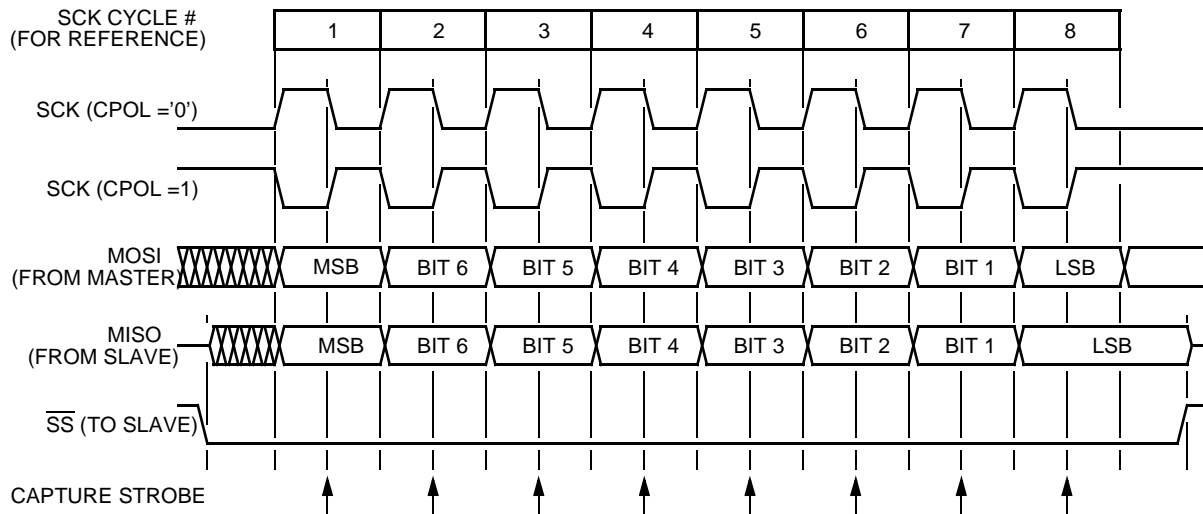 SCK CYCLE #
(FOR REFERENCE)
1 2 3 4 5 6 7 8
SCK (CPOL ='0')
SCK (CPOL =1)
MOSI
(FROM MASTER)
MSB BIT 6 BIT 5 BIT 4 BIT 3 BIT 2 BIT 1 LSB
MISO
(FROM SLAVE)
MSB BIT 6 BIT 5 BIT 4 BIT 3 BIT 2 BIT 1 LSB
SS (TO SLAVE)
CAPTURE STROBE